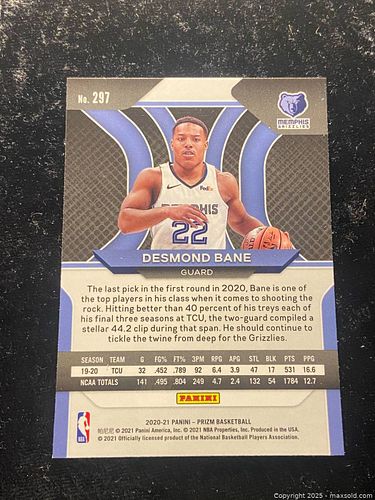 No. 297
MEMPHIS
GRIZZLIES
FedEx
MEMPHIS
22
DESMOND BANE
GUARD
The last pick in the first round in 2020, Bane is one of
the top players in his class when it comes to shooting the
rock. Hitting better than 40 percent of his treys each of
his final three seasons at TCU, the two-guard compiled a
stellar 44.2 clip during that span. He should continue to
tickle the twine from deep for the Grizzlies.
SEASON TEAM G FG% FT% 3PM REB RPG AST STL BLK PTS PPG
19-20 TCU 32 .452 .789 92 6.4 3.9 47 17 531 16.6
NCAA TOTALS 141 .495 .804 249 4.7 2.4 132 54 1784 12.7
PANINI
NBA
2020-21 PANINI – PRIZM BASKETBALL
帕尼尼 © 2021 Panini America, Inc. © 2021 NBA Properties, Inc. Produced in the USA.
© 2021 Officially licensed product of the National Basketball Players Association.
Copyright 2025 - maxsold.com